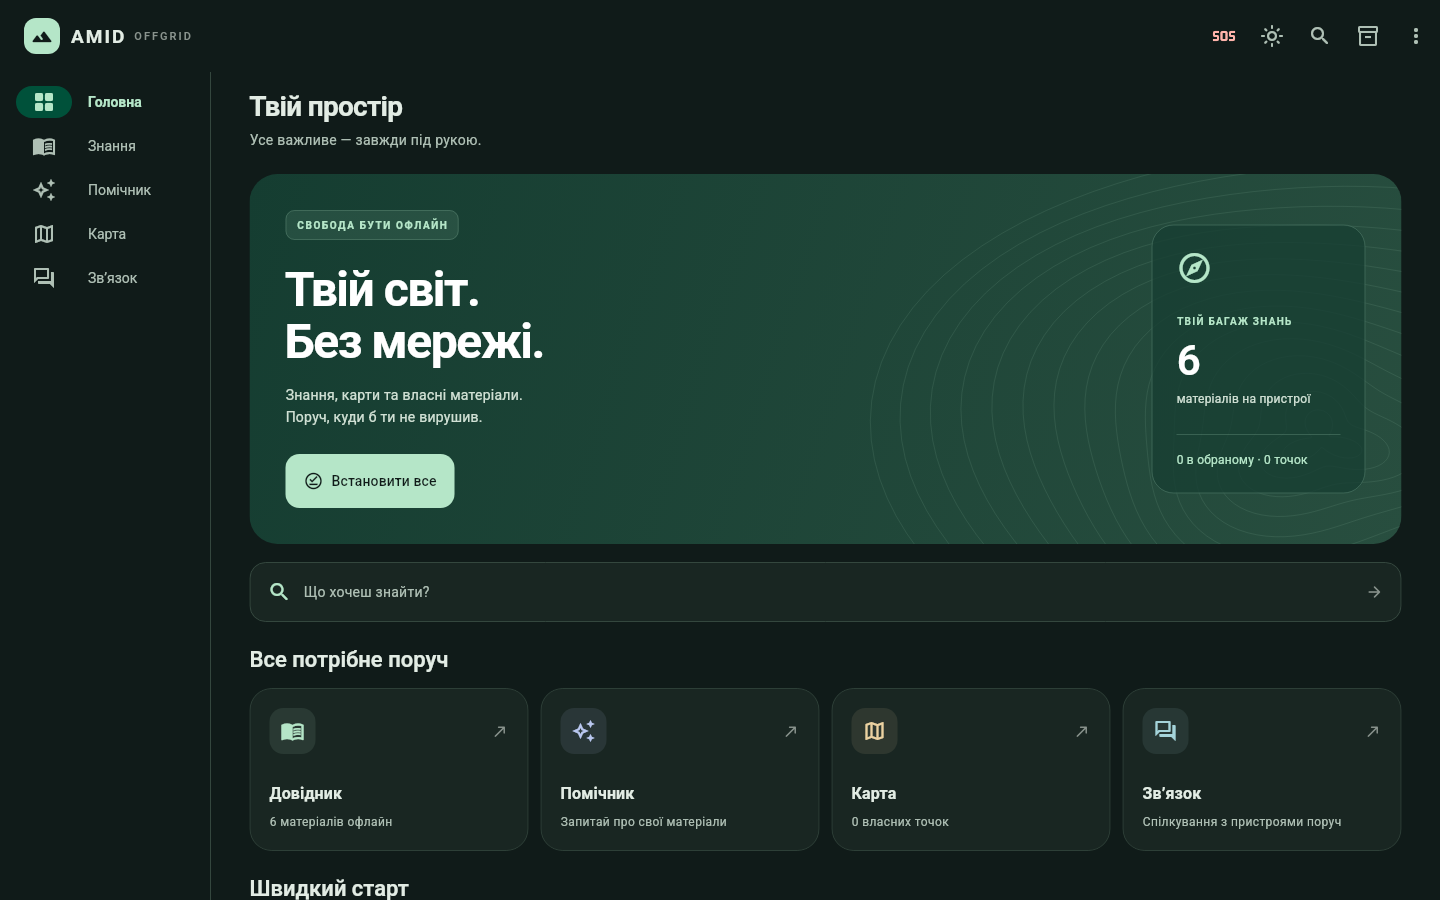 AMID OFFGRID
SOS
Головна
Знання
Помічник
Карта
Зв’язок
Твій простір
Усе важливе — завжди під рукою.
СВОБОДА БУТИ ОФЛАЙН
Твій світ.
Без мережі.
Знання, карти та власні матеріали.
Поруч, куди б ти не вирушив.
Встановити все
ТВІЙ БАГАЖ ЗНАНЬ
6
матеріалів на пристрої
0 в обраному · 0 точок
Що хочеш знайти?
Все потрібне поруч
Довідник
6 матеріалів офлайн
Помічник
Запитай про свої матеріали
Карта
0 власних точок
Зв’язок
Спілкування з пристроями поруч
Швидкий старт